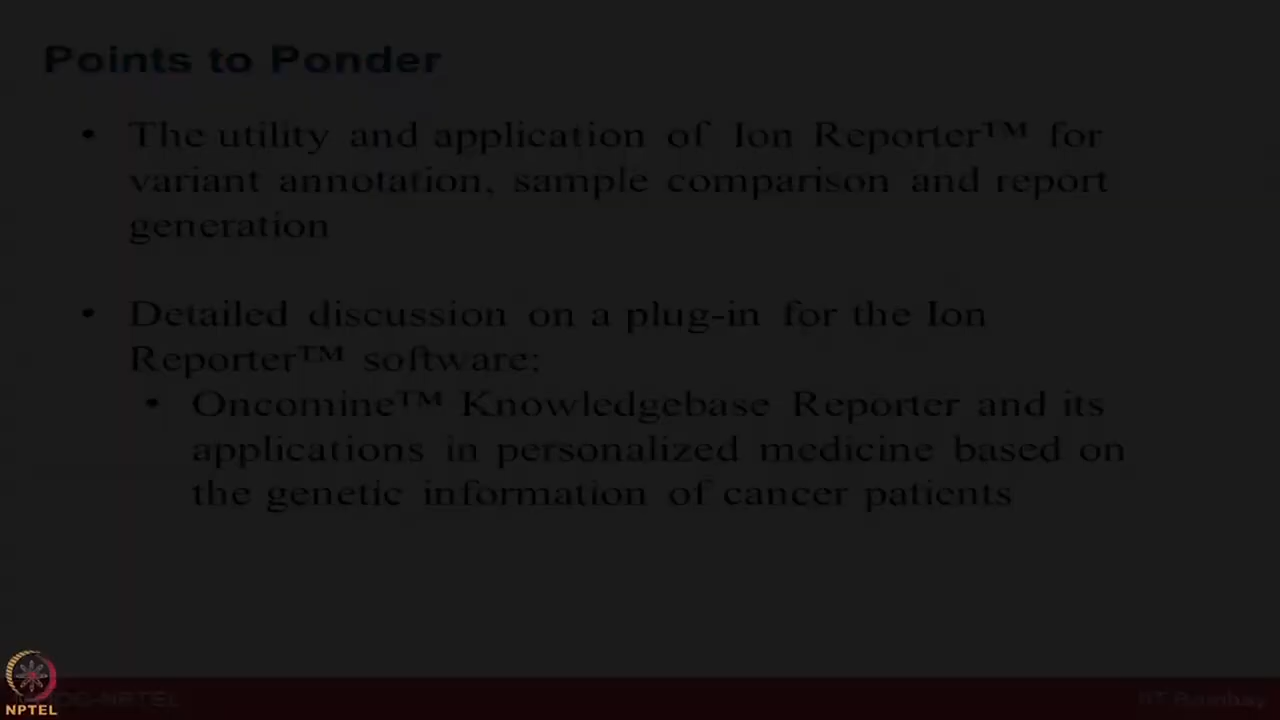 Points to Ponder
• The utility and application of Ion Reporter™ for
variant annotation, sample comparison and report
generation
• Detailed discussion on a plug-in for the Ion
Reporter™ software:
• Oncomine™ Knowledgebase Reporter and its
applications in personalized medicine based on
the genetic information of cancer patients
NPTEL
IIT Bombay